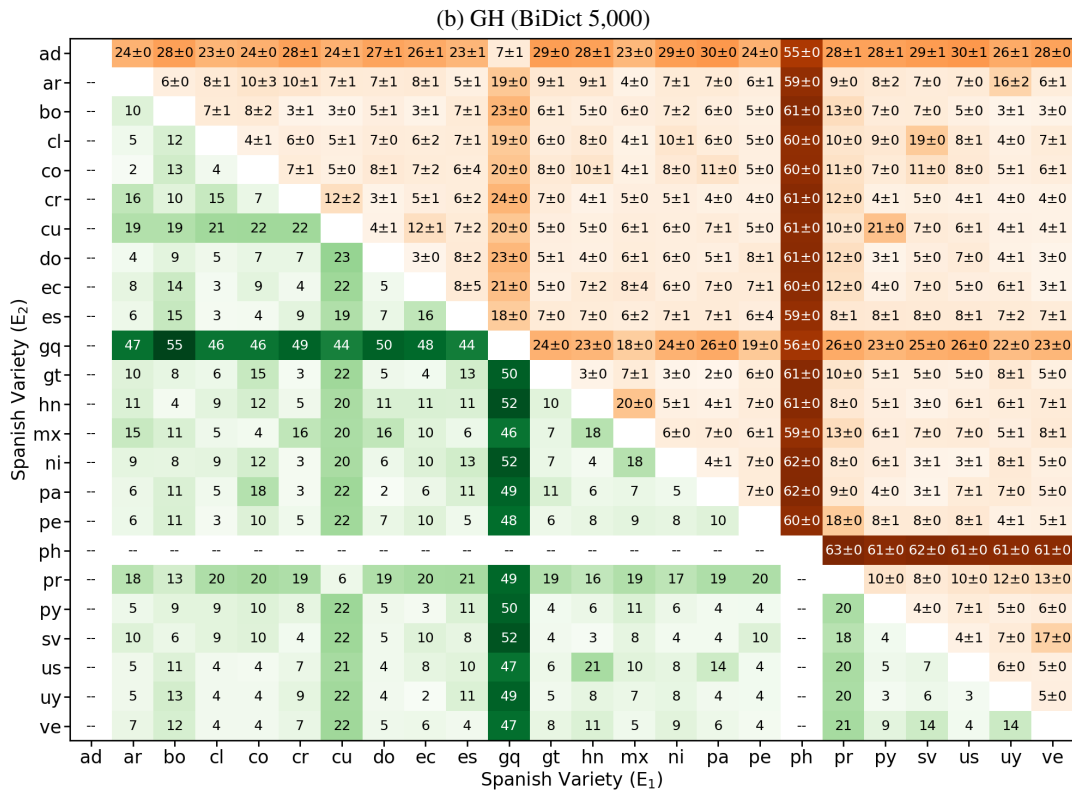 (b) GH (BiDict 5,000)
ad 24±0 28±0 23±0 24±0 28±1 24±1 27±1 26±1 23±1 7±1 29±0 28±1 23±0 29±0 30±0 24±0 55±0 28±1 28±1 29±1 30±1 26±1 28±0
ar -- 6±0 8±1 10±3 10±1 7±1 7±1 8±1 5±1 19±0 9±1 9±1 4±0 7±1 7±0 6±1 59±0 9±0 8±2 7±0 7±0 16±2 6±1
bo -- 10 7±1 8±2 3±1 3±0 5±1 3±1 7±1 23±0 6±1 5±0 6±0 7±2 6±0 5±0 61±0 13±0 7±0 7±0 5±0 3±1 3±0
cl -- 5 12 4±1 6±0 5±1 7±0 6±2 7±1 19±0 6±0 8±0 4±1 10±1 6±0 5±0 60±0 10±0 9±0 19±0 8±1 4±0 7±1
co -- 2 13 4 7±1 5±0 8±1 7±2 6±4 20±0 8±0 10±1 4±1 8±0 11±0 5±0 60±0 11±0 7±0 11±0 8±0 5±1 6±1
cr -- 16 10 15 7 12±2 3±1 5±1 6±2 24±0 7±0 4±1 5±0 5±0 4±1 7±0 61±0 12±0 4±1 5±0 4±1 4±0 4±0
cu -- 19 19 21 22 22 4±1 12±1 7±2 20±0 5±0 5±0 6±1 5±0 7±1 5±0 61±0 10±0 21±0 7±0 6±1 4±1 4±1
do -- 4 9 5 7 7 23 3±0 8±2 23±0 5±1 4±0 6±1 6±0 5±1 8±1 61±0 12±0 3±1 5±0 7±0 4±1 3±0
ec -- 8 14 3 9 4 22 5 8±5 21±0 5±0 7±2 8±4 6±0 7±0 7±1 60±0 12±0 4±0 7±0 5±0 6±1 3±1
es -- 6 15 3 4 9 19 7 16 18±0 7±0 7±0 6±2 7±1 7±1 6±4 59±0 8±1 8±1 8±0 8±1 7±2 7±1
gq -- 47 55 46 46 49 44 50 48 44 24±0 23±0 18±0 24±0 26±0 19±0 56±0 26±0 23±0 25±0 26±0 22±0 23±0
gt -- 10 8 6 15 3 22 5 4 13 50 3±0 7±1 3±0 2±0 6±0 61±0 10±0 5±1 5±0 5±1 8±1 5±0
hn -- 11 4 9 12 5 20 11 11 11 52 10 20±0 5±1 4±1 7±0 61±0 8±0 5±1 3±0 6±1 6±1 7±1
mx -- 15 11 5 4 16 20 16 10 6 46 7 18 6±0 7±0 6±1 59±0 13±0 6±1 7±0 7±0 5±1 8±1
ni -- 9 8 9 12 3 20 6 10 13 52 7 4 18 4±1 7±0 62±0 8±0 6±1 3±1 3±1 8±1 5±0
pa -- 6 11 5 18 3 22 2 6 11 49 11 6 7 5 7±0 62±0 9±0 4±0 3±1 7±1 7±0 5±0
pe -- 6 11 3 10 5 22 7 10 5 48 6 8 9 8 10 60±0 18±0 8±1 8±0 8±1 4±1 5±1
ph -- -- -- -- -- -- -- -- -- -- -- -- -- -- -- -- 63±0 61±0 62±0 61±0 61±0 61±0
pr -- 18 13 20 20 19 6 19 20 21 49 19 16 19 17 19 20 -- 10±0 8±0 10±0 12±0 13±0
py -- 5 9 9 10 8 22 5 3 11 50 4 6 11 6 4 4 -- 20 4±0 7±1 5±0 6±0
sv -- 10 6 9 10 4 22 5 10 8 52 4 3 8 4 4 10 -- 18 4 4±1 7±0 17±0
us -- 5 11 4 4 7 21 4 8 10 47 6 21 10 8 14 4 -- 20 5 7 6±0 5±0
uy -- 5 13 4 4 9 22 4 2 11 49 5 8 7 8 4 4 -- 20 3 6 3 5±0
ve -- 7 12 4 4 7 22 5 6 4 47 8 11 5 9 6 4 -- 21 9 14 4 14
ad ar bo cl co cr cu do ec es gq gt hn mx ni pa pe ph pr py sv us uy ve
Spanish Variety (E₁)
Spanish Variety (E₂)